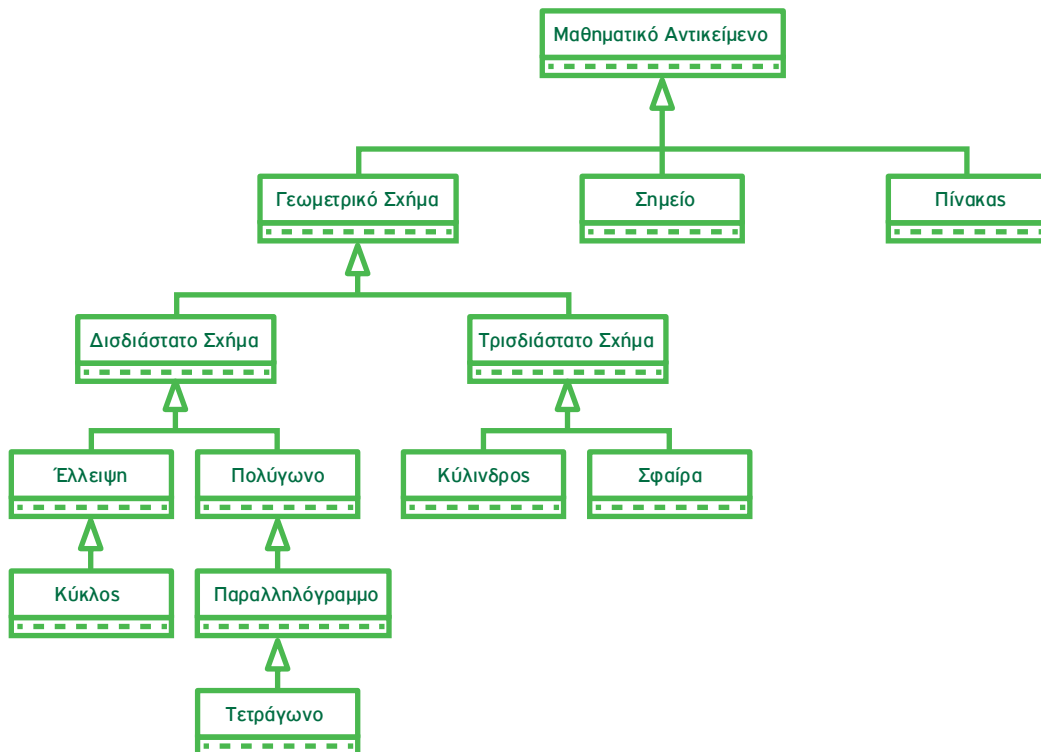 Μαθηματικό Αντικείμενο
Γεωμετρικό Σχήμα
Σημείο
Πίνακας
Δισδιάστατο Σχήμα
Τρισδιάστατο Σχήμα
Έλλειψη
Πολύγωνο
Κύλινδρος
Σφαίρα
Κύκλος
Παραλληλόγραμμο
Τετράγωνο